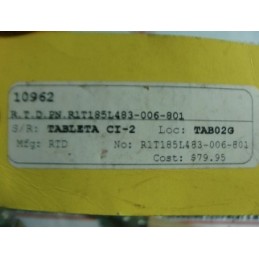 10962
R.T.D.PN.R1T185L483-006-801
S/R: TABLETA CI-2 Loc: TAB02G
Mfg: RTD No: R1T185L483-006-801
Cost: $79.95